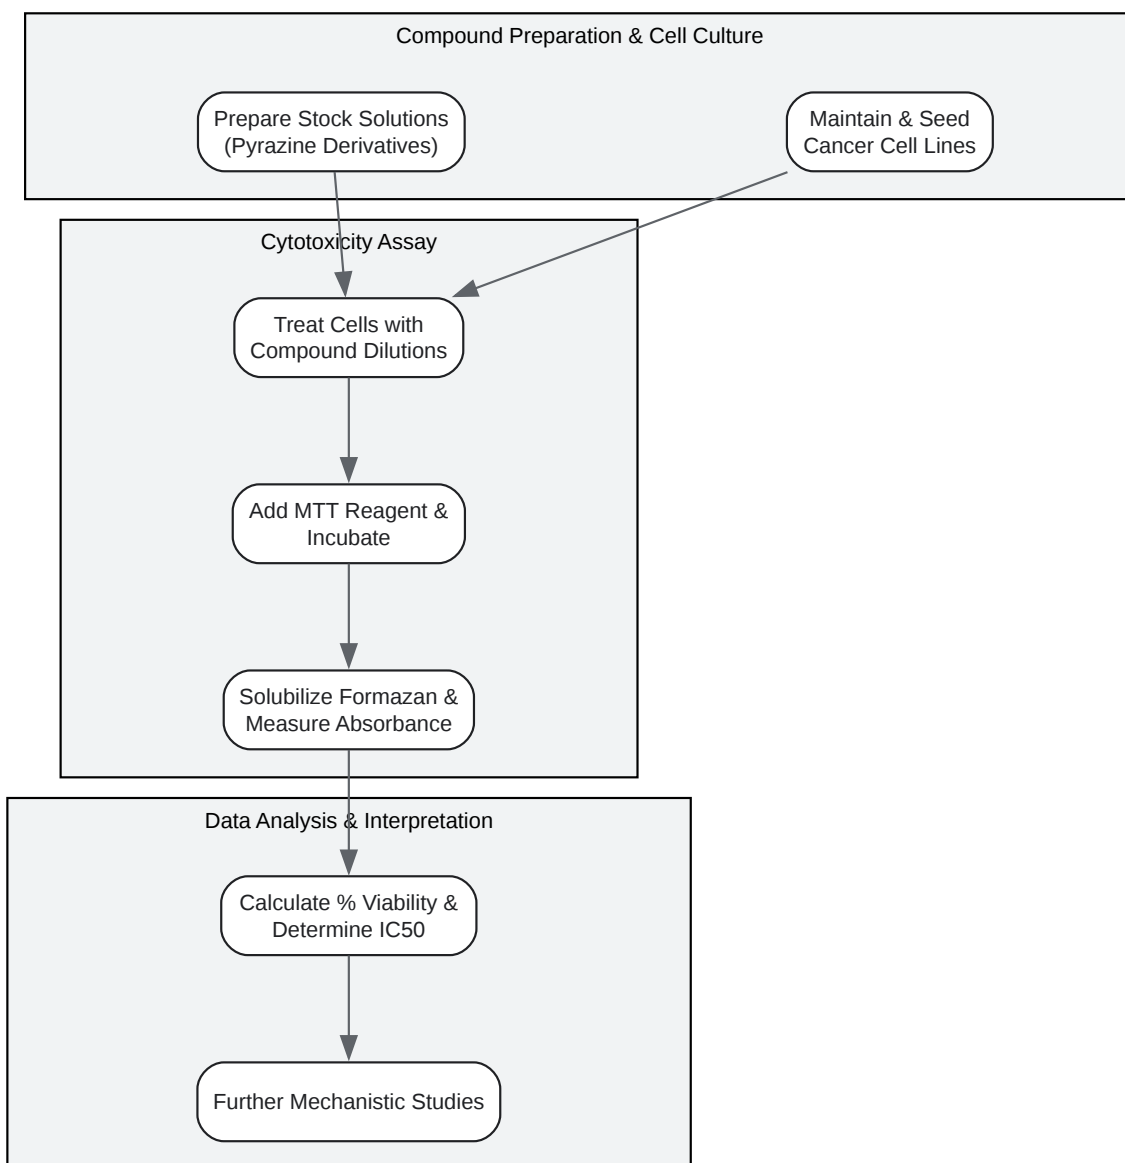 Compound Preparation & Cell Culture
Prepare Stock Solutions
(Pyrazine Derivatives)
Maintain & Seed
Cancer Cell Lines
Cytotoxicity Assay
Treat Cells with
Compound Dilutions
Add MTT Reagent &
Incubate
Solubilize Formazan &
Measure Absorbance
Data Analysis & Interpretation
Calculate % Viability &
Determine IC50
Further Mechanistic Studies